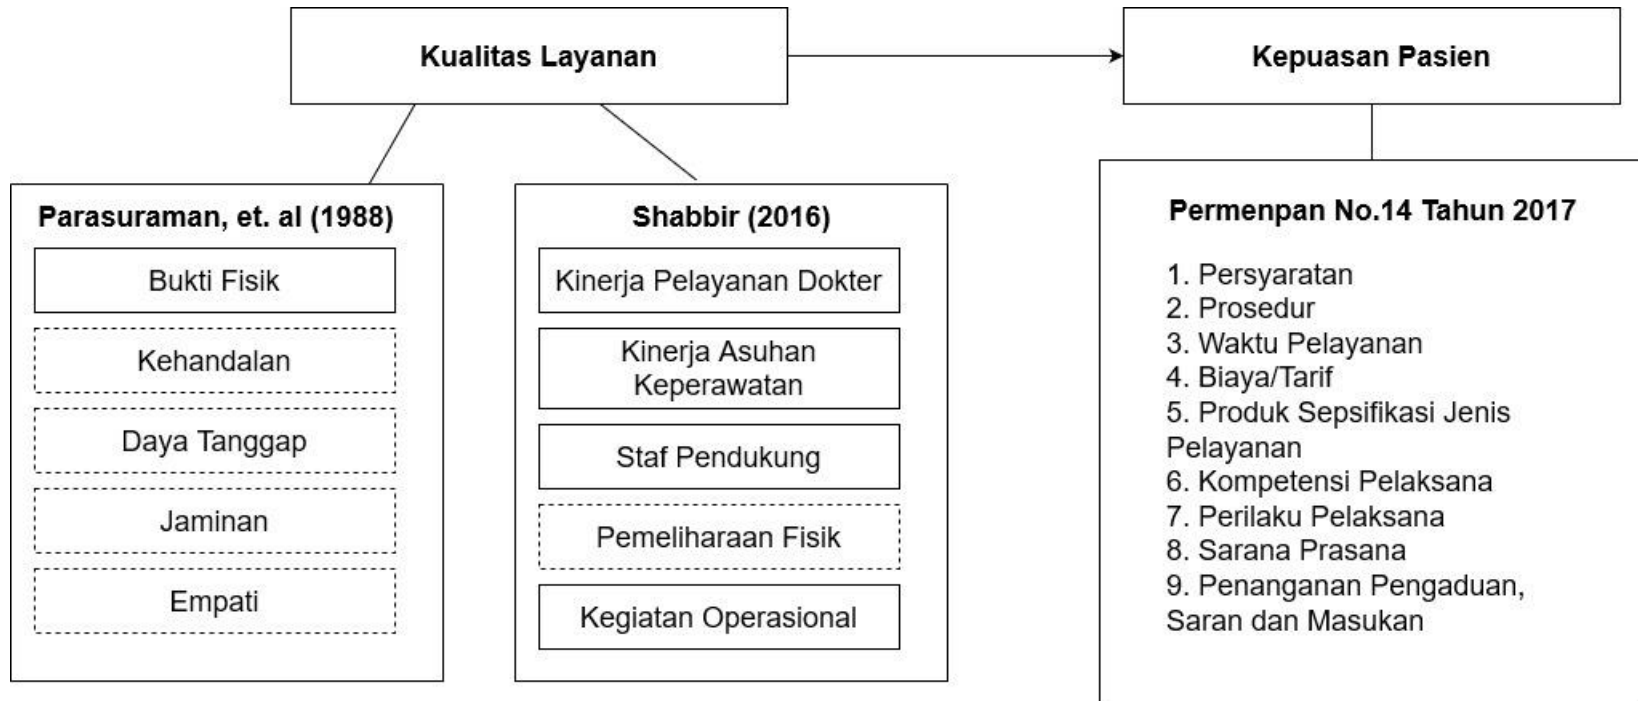 Kualitas Layanan
Kepuasan Pasien
Parasuraman, et. al (1988)
Bukti Fisik
Kehandalan
Daya Tanggap
Jaminan
Empati
Shabbir (2016)
Kinerja Pelayanan Dokter
Kinerja Asuhan
Keperawatan
Staf Pendukung
Pemeliharaan Fisik
Kegiatan Operasional
Permenpan No.14 Tahun 2017
1. Persyaratan
2. Prosedur
3. Waktu Pelayanan
4. Biaya/Tarif
5. Produk Sepsifikasi Jenis
Pelayanan
6. Kompetensi Pelaksana
7. Perilaku Pelaksana
8. Sarana Prasana
9. Penanganan Pengaduan,
Saran dan Masukan